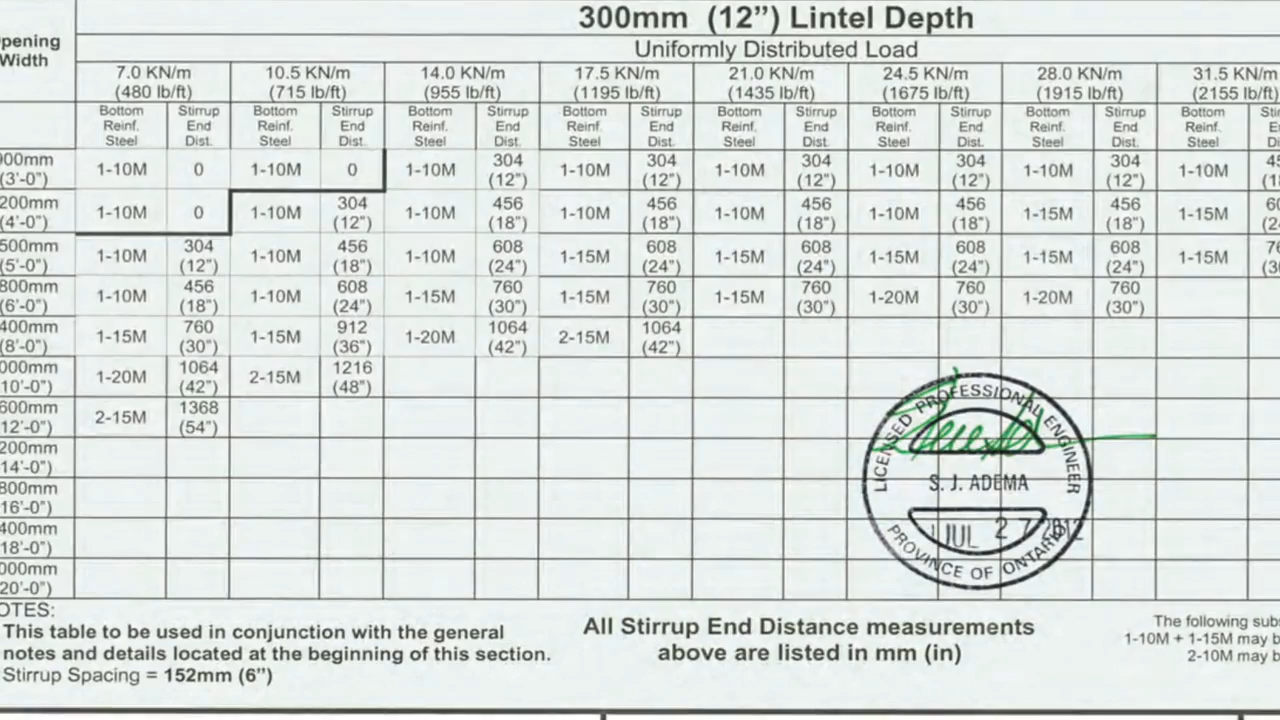 300mm (12") Lintel Depth
Opening
Width
Uniformly Distributed Load
7.0 KN/m 10.5 KN/m 14.0 KN/m 17.5 KN/m 21.0 KN/m 24.5 KN/m 28.0 KN/m 31.5 KN/m
(480 lb/ft) (715 lb/ft) (955 lb/ft) (1195 lb/ft) (1435 lb/ft) (1675 lb/ft) (1915 lb/ft) (2155 lb/ft)
Bottom Stirrup Bottom Stirrup Bottom Stirrup Bottom Stirrup Bottom Stirrup Bottom Stirrup Bottom Stirrup Bottom
Reinf. End Reinf. End Reinf. End Reinf. End Reinf. End Reinf. End Reinf. End Reinf.
Steel Dist. Steel Dist. Steel Dist. Steel Dist. Steel Dist. Steel Dist. Steel Dist. Steel
900mm 304 304 304 304 304
(3'-0") 1-10M 0 1-10M 0 1-10M (12") 1-10M (12") 1-10M (12") 1-10M (12") 1-10M (12") 1-10M
200mm 304 456 456 456 456 456
(4'-0") 1-10M 0 1-10M (12") 1-10M (18") 1-10M (18") 1-10M (18") 1-10M (18") 1-15M (18") 1-15M
500mm 304 456 608 608 608 608 608
(5'-0") 1-10M (12") 1-10M (18") 1-10M (24") 1-15M (24") 1-15M (24") 1-15M (24") 1-15M (24") 1-15M
800mm 456 608 760 760 760 760 760
(6'-0") 1-10M (18") 1-10M (24") 1-15M (30") 1-15M (30") 1-15M (30") 1-20M (30") 1-20M (30")
400mm 760 912 1064 1064
(8'-0") 1-15M (30") 1-15M (36") 1-20M (42") 2-15M (42")
000mm 1064 1216
10'-0") 1-20M (42") 2-15M (48")
600mm 1368
12'-0") 2-15M (54")
200mm
14'-0")
800mm
16'-0")
400mm
18'-0")
000mm
20'-0")
LICENSED PROFESSIONAL ENGINEER
S. J. ADEMA
JUL 27 2012
PROVINCE OF ONTARIO
NOTES:
This table to be used in conjunction with the general
notes and details located at the beginning of this section.
Stirrup Spacing = 152mm (6")
All Stirrup End Distance measurements
above are listed in mm (in)
The following
1-10M + 1-15M may
2-10M may